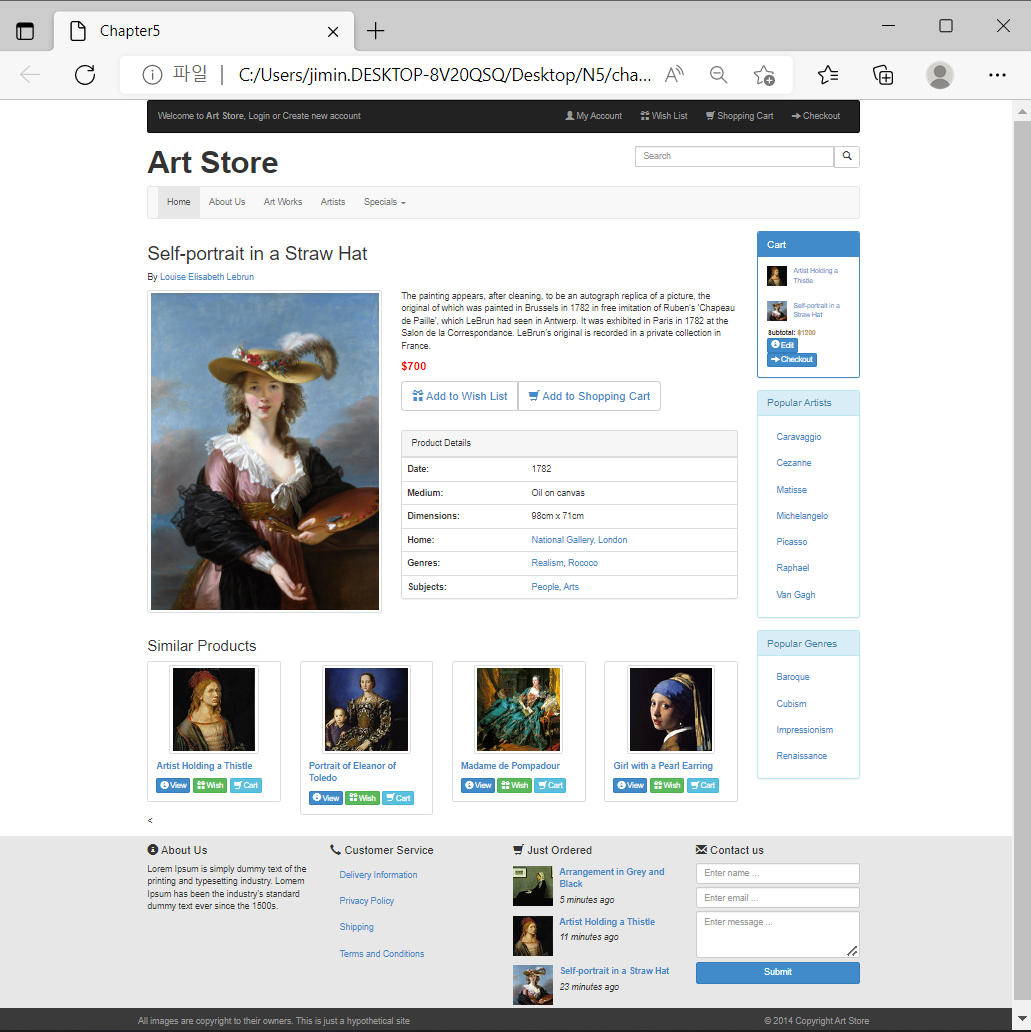 Chapter5
파일 | C:/Users/jimin.DESKTOP-8V20QSQ/Desktop/N5/cha...
Welcome to Art Store, Login or Create new account
My Account Wish List Shopping Cart Checkout
Art Store
Search
Home About Us Art Works Artists Specials
Self-portrait in a Straw Hat
By Louise Elisabeth Lebrun
The painting appears, after cleaning, to be an autograph replica of a picture, the
original of which was painted in Brussels in 1782 in free imitation of Ruben's 'Chapeau
de Paille', which LeBrun had seen in Antwerp. It was exhibited in Paris in 1782 at the
Salon de la Correspondance. LeBrun's original is recorded in a private collection in
France.
$700
Add to Wish List Add to Shopping Cart
Product Details
Date: 1782
Medium: Oil on canvas
Dimensions: 98cm x 71cm
Home: National Gallery, London
Genres: Realism, Rococo
Subjects: People, Arts
Cart
Artist Holding a
Thistle
Self-portrait in a
Straw Hat
Subtotal: $1200
Edit
Checkout
Popular Artists
Caravaggio
Cezanne
Matisse
Michelangelo
Picasso
Raphael
Van Gagh
Popular Genres
Baroque
Cubism
Impressionism
Renaissance
Similar Products
Artist Holding a Thistle
View Wish Cart
Portrait of Eleanor of
Toledo
View Wish Cart
Madame de Pompadour
View Wish Cart
Girl with a Pearl Earring
View Wish Cart
<
About Us
Lorem Ipsum is simply dummy text of the
printing and typesetting industry. Lomem
Ipsum has been the industry's standard
dummy text ever since the 1500s.
Customer Service
Delivery Information
Privacy Policy
Shipping
Terms and Conditions
Just Ordered
Arrangement in Grey and
Black
5 minutes ago
Artist Holding a Thistle
11 minutes ago
Self-portrait in a Straw Hat
23 minutes ago
Contact us
Enter name ...
Enter email ...
Enter message ...
Submit
All images are copyright to their owners. This is just a hypothetical site
© 2014 Copyright Art Store